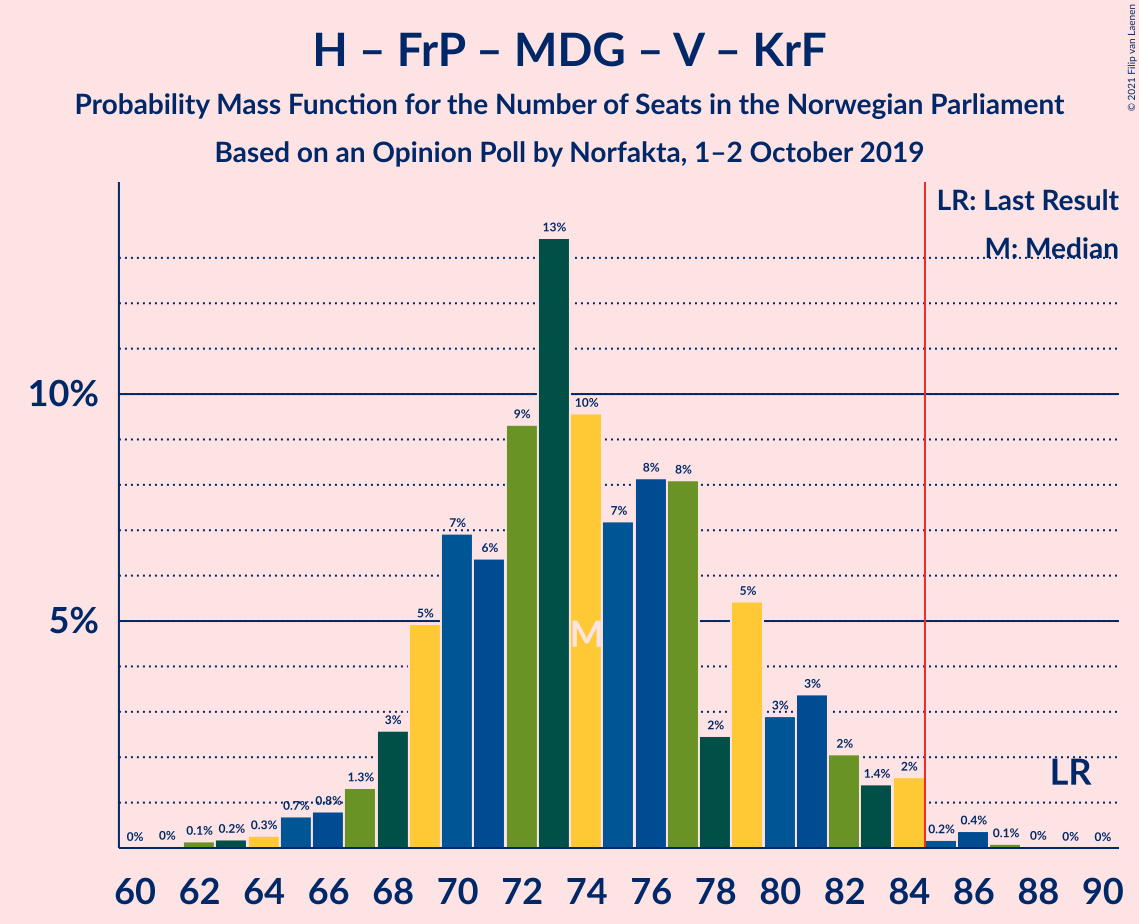 H – FrP – MDG – V – KrF
Probability Mass Function for the Number of Seats in the Norwegian Parliament
Based on an Opinion Poll by Norfakta, 1–2 October 2019
© 2021 Filip van Laenen
LR: Last Result
M: Median
10%
5%
0% 0% 0.1% 0.2% 0.3% 0.7% 0.8% 1.3% 3% 5% 7% 6% 9% 13% 10% 7% 8% 8% 2% 5% 3% 3% 2% 1.4% 2% 0.2% 0.4% 0.1% 0% 0% 0%
M
LR
60 62 64 66 68 70 72 74 76 78 80 82 84 86 88 90